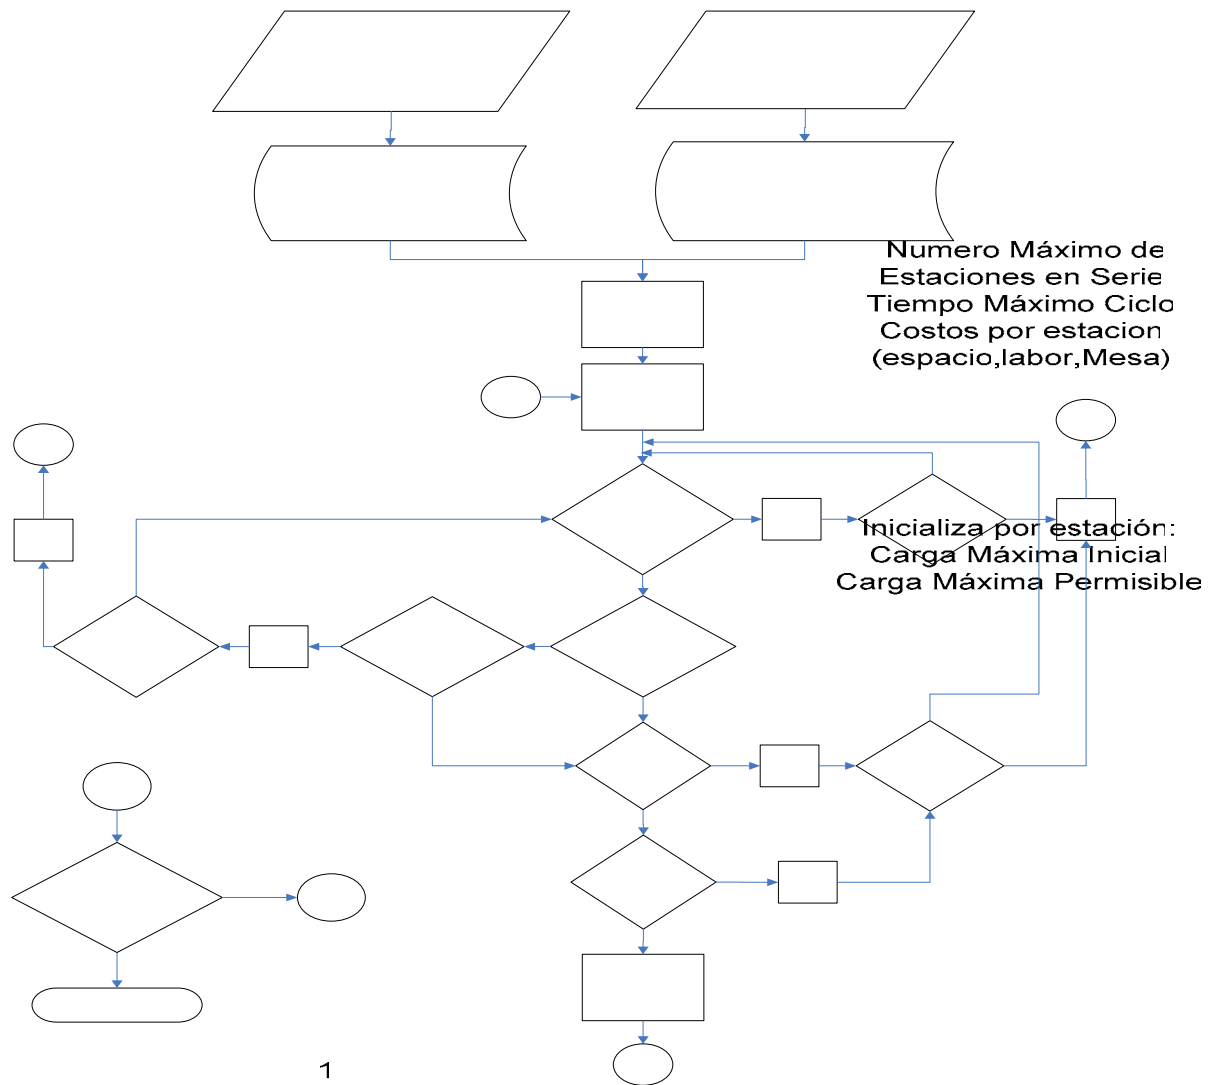 Numero Máximo de
Estaciones en Serie
Tiempo Máximo Ciclo
Costos por estacion
(espacio,labor,Mesa)
Inicializa por estación:
Carga Máxima Inicial
Carga Máxima Permisible
1